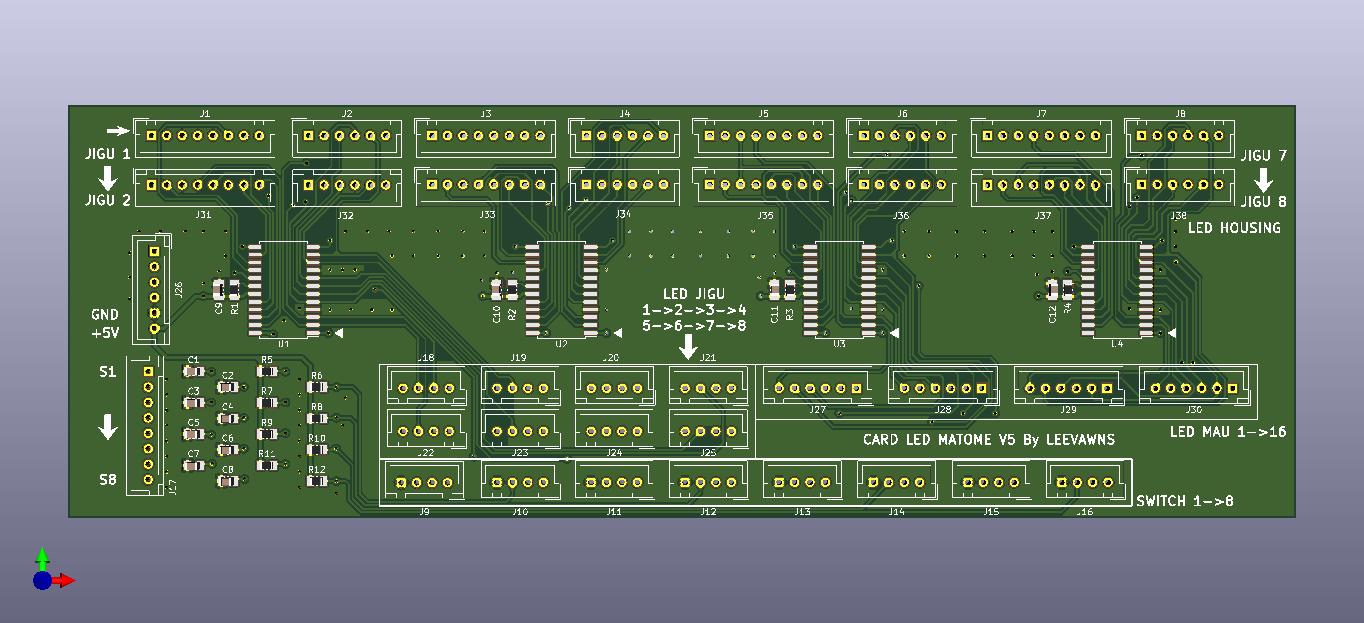 J1 J2 J3 J4 J5 J6 J7 J8
JIGU 1
JIGU 7
JIGU 2
JIGU 8
J31 J32 J33 J34 J35 J36 J37 J38
LED HOUSING
J26
C9 R1 C10 R2 C11 R3 C12 R4
LED JIGU
1->2->3->4
5->6->7->8
GND
+5V
U1 U2 U3
S1
C1 R5 J18 J19 J20 J21
C2 R6
C3 R7
C4 R8
J27 J28 J29 J30
C5 R9
C6 R10
C7 R11
C8 R12
J22 J23 J24 J25
CARD LED MATOME V5 By LEEVAWNS
LED MAU 1->16
S8
J17
SWITCH 1->8
J9 J10 J11 J12 J13 J14 J15 J16